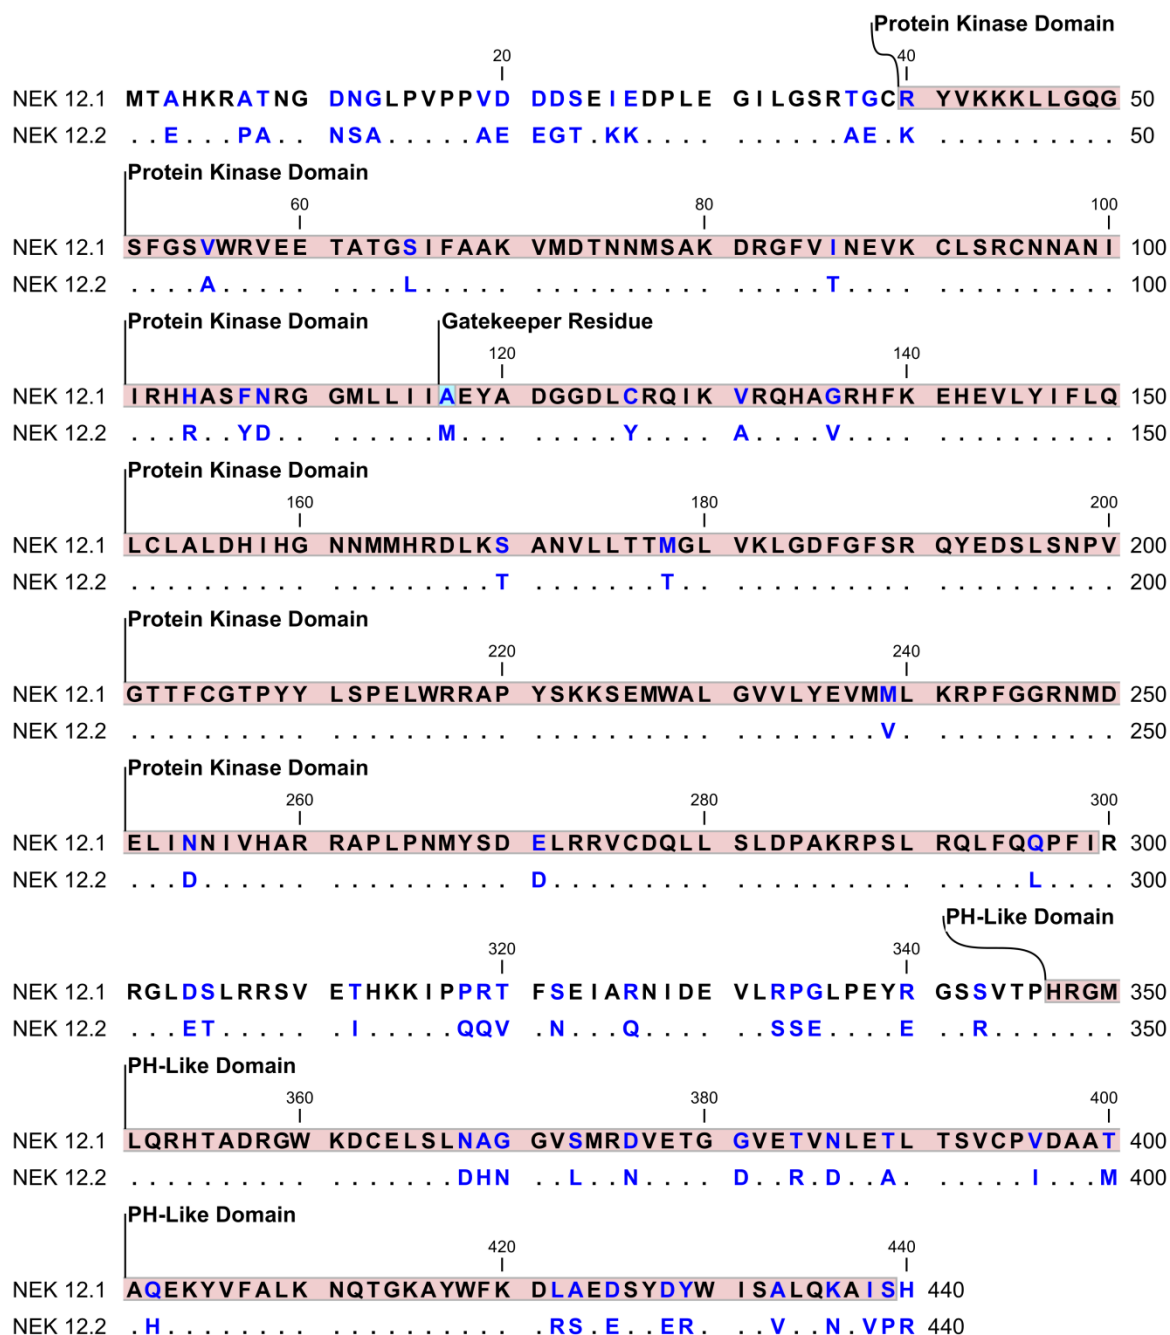 Protein Kinase Domain
20 40
NEK 12.1 MTAHKRATNG DNGLPVPPVD DDSEIEDPLE GILGSRTGCR YVKKKLLGQG 50
NEK 12.2 ..E...PA.. NSA.....AE EGT.KK.... ......AE.K .......... 50
Protein Kinase Domain
60 80 100
NEK 12.1 SFGSVWRVEE TATGSIFAAK VMDTNNMSAK DRGFVINEVK CLSRCNNANI 100
NEK 12.2 ....A..... ....L..... .......... .....T.... .......... 100
Protein Kinase Domain Gatekeeper Residue
120 140
NEK 12.1 IRHHASFNRG GMLLIIAEYA DGGDLCRQIK VRQHAGRHFK EHEVLYIFLQ 150
NEK 12.2 ...R..YD.. ......M... .....Y.... A....V.... .......... 150
Protein Kinase Domain
160 180 200
NEK 12.1 LCLALDHIHG NNMMHRDLKS ANVLLTTMGL VKLGDFGFSR QYEDSLSNPV 200
NEK 12.2 .......... .........T .......T.. .......... .......... 200
Protein Kinase Domain
220 240
NEK 12.1 GTTFCGTPYY LSPELWRRAP YSKKSEMWAL GVVLYEVMML KRPFGGRNMD 250
NEK 12.2 .......... .......... .......... ........V. .......... 250
Protein Kinase Domain
260 280 300
NEK 12.1 ELINNIVHAR RAPLPNMYSD ELRRVCDQLL SLDPAKRPSL RQLFQQPFIR 300
NEK 12.2 ...D...... .......... D......... .......... .....L.... 300
PH-Like Domain
320 340
NEK 12.1 RGLDSLRRSV ETHKKIPPRT FSEIARNIDE VLRPGLPEYR GSSVTPHRGM 350
NEK 12.2 ...ET..... .I.....QQV .N...Q.... ..SSE....E ..R....... 350
PH-Like Domain
360 380 400
NEK 12.1 LQRHTADRGW KDCELSLNAG GVSMRDVETG GVETVNLETL TSVCPVDAAT 400
NEK 12.2 .......... .......DHN ..L..N.... D..R.D..A. .....I...M 400
PH-Like Domain
420 440
NEK 12.1 AQEKYVFALK NQTGKAYWFK DLAEDSYDYW ISALQKAISH 440
NEK 12.2 .H........ .......... .RS.E..ER. ..V..N.VPR 440